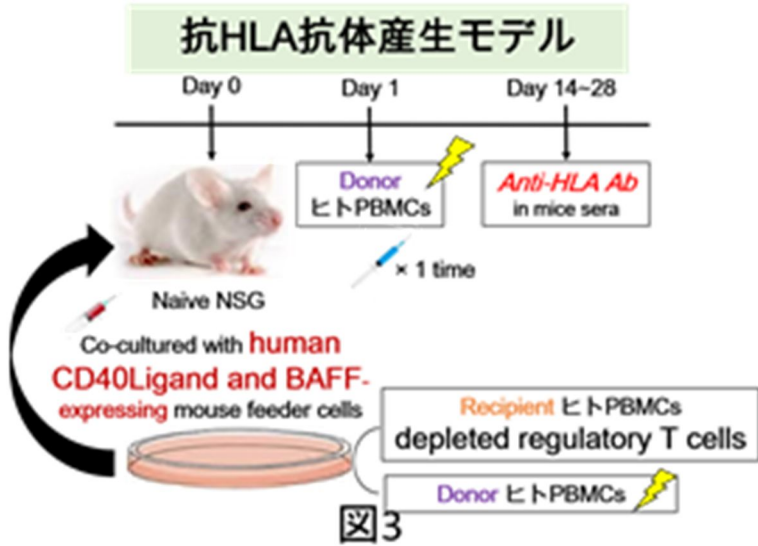 抗HLA抗体産生モデル
Day 0
Day 1
Day 14~28
Donor
ヒトPBMCs
Anti-HLA Ab
in mice sera
× 1 time
Naive NSG
Co-cultured with human
CD40Ligand and BAFF-
expressing mouse feeder cells
Recipient ヒトPBMCs
depleted regulatory T cells
Donor ヒトPBMCs
図3